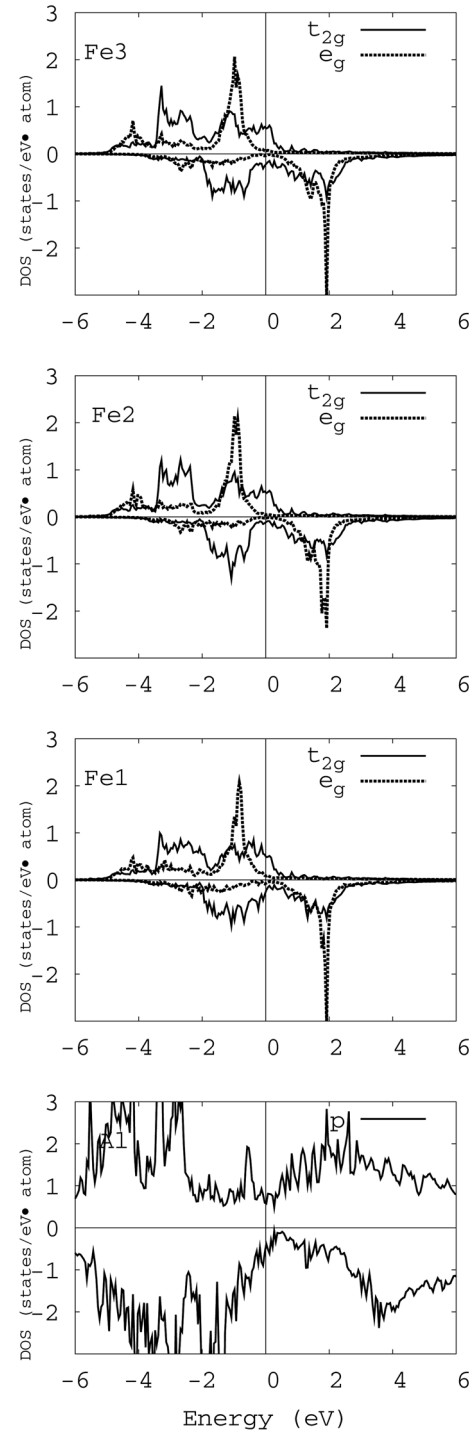 3
Fe3
t2g
eg
2
1
0
-1
-2
DOS (states/eV● atom)
-6 -4 -2 0 2 4 6
3
Fe2
t2g
eg
2
1
0
-1
-2
DOS (states/eV● atom)
-6 -4 -2 0 2 4 6
3
Fe1
t2g
eg
2
1
0
-1
-2
DOS (states/eV● atom)
-6 -4 -2 0 2 4 6
3
Al
p
2
1
0
-1
-2
DOS (states/eV● atom)
-6 -4 -2 0 2 4 6
Energy (eV)